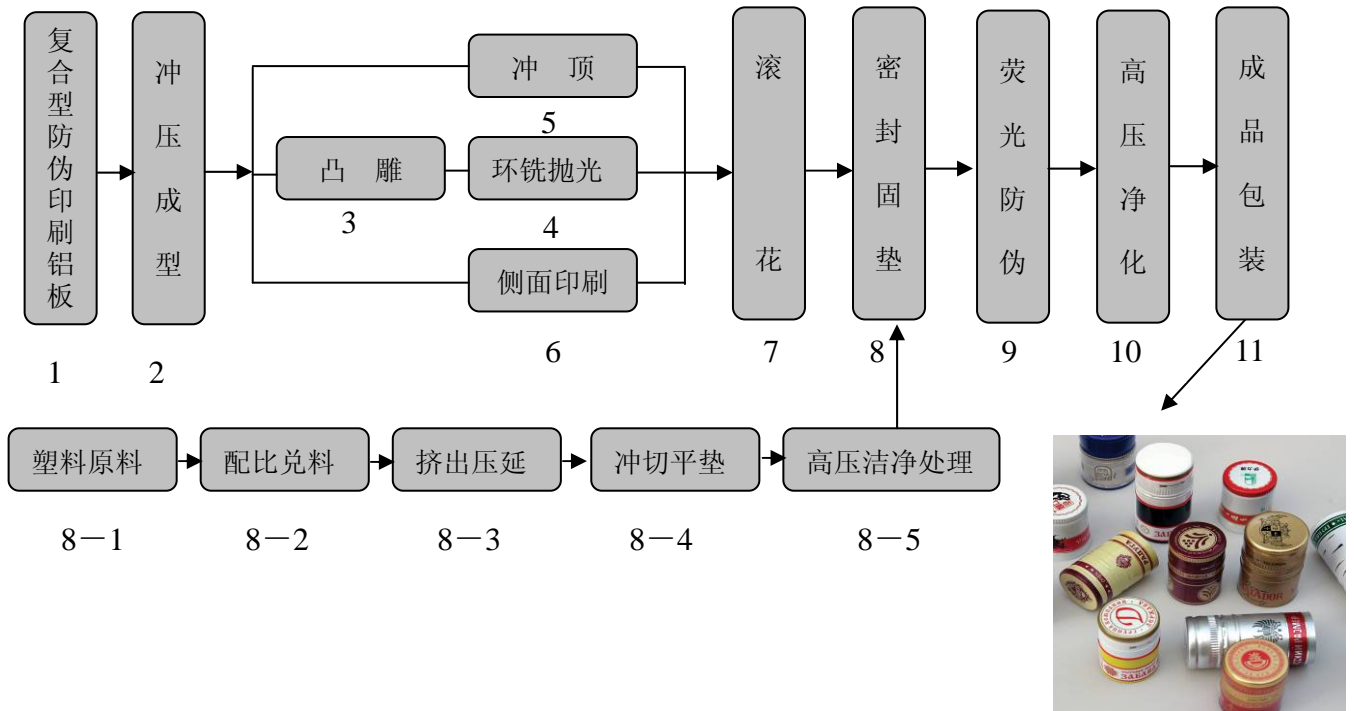 复合型防伪印刷铝板
1
冲压成型
2
凸 雕
3
环铣抛光
4
冲 顶
5
侧面印刷
6
滚花
7
密封固垫
8
荧光防伪
9
高压净化
10
成品包装
11
塑料原料
8－1
配比兑料
8－2
挤出压延
8－3
冲切平垫
8－4
高压洁净处理
8－5